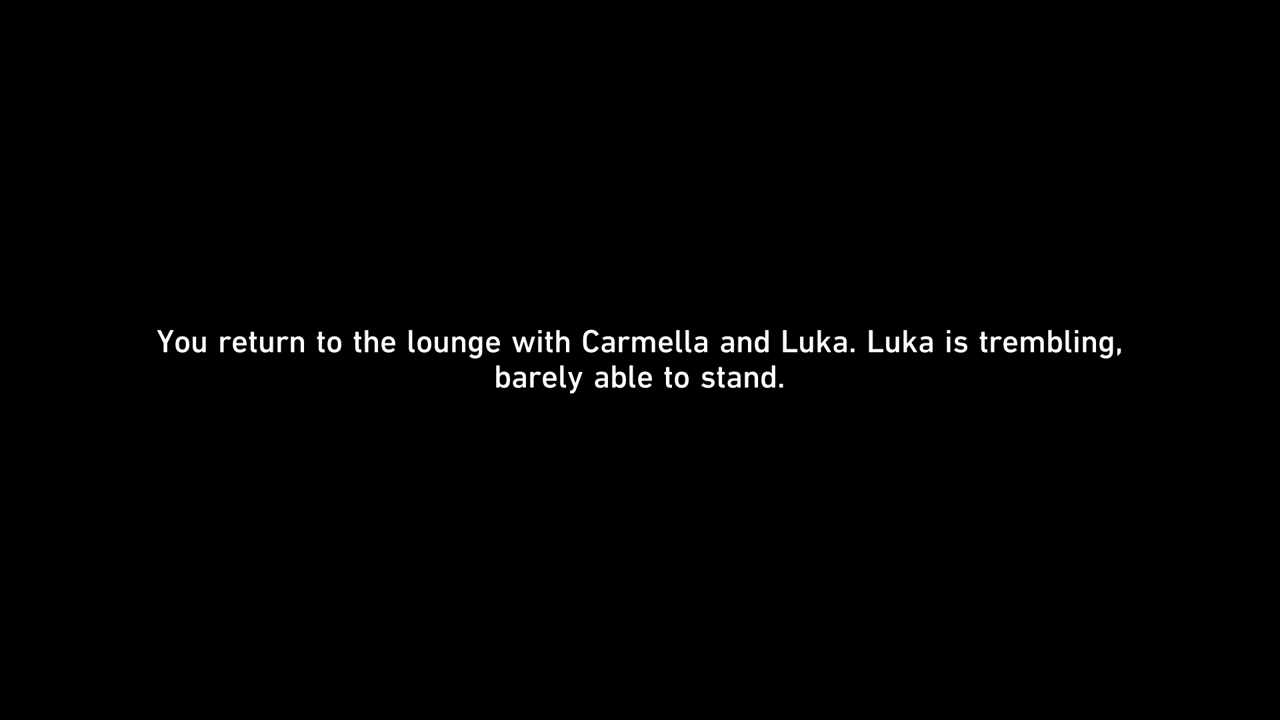 You return to the lounge with Carmella and Luka. Luka is trembling,
barely able to stand.